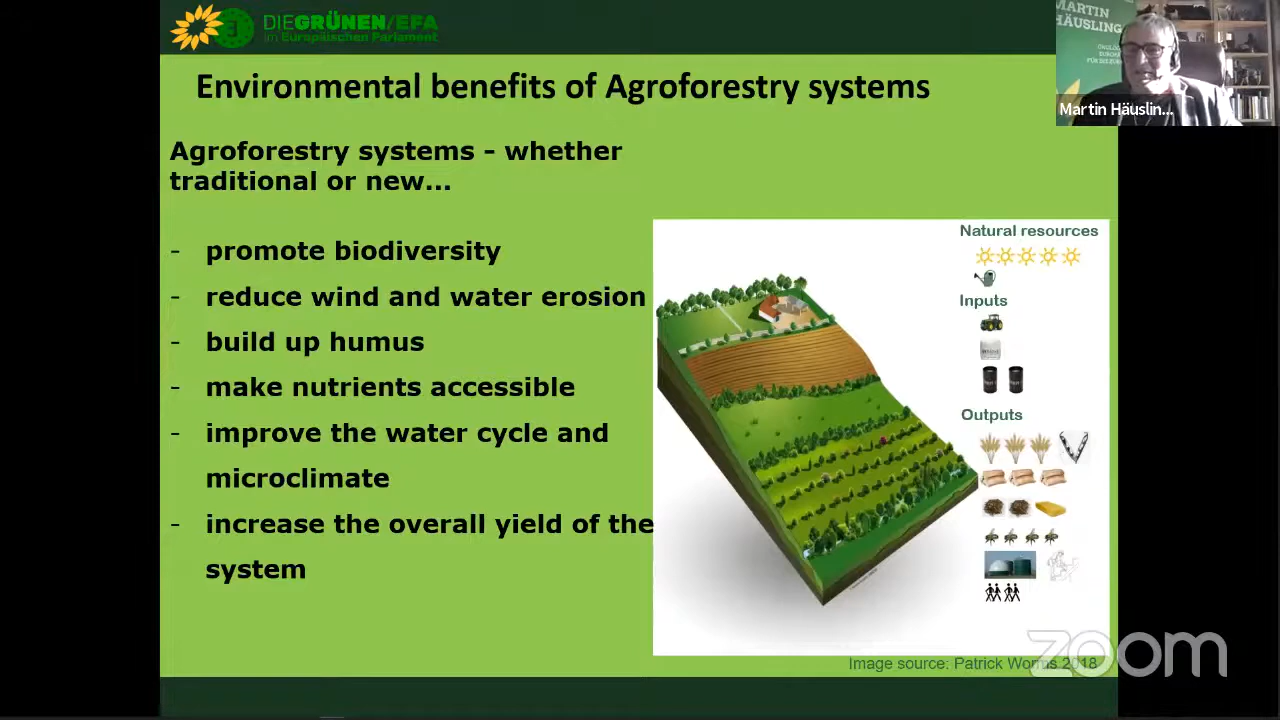 DIEGRÜNEN/EFA
im Europäischen Parlament
MARTIN
HÄUSLING
Martin Häuslin...
Environmental benefits of Agroforestry systems
Agroforestry systems - whether
traditional or new...
- promote biodiversity
- reduce wind and water erosion
- build up humus
- make nutrients accessible
- improve the water cycle and
microclimate
- increase the overall yield of the
system
Natural resources
Inputs
Outputs
Image source: Patrick Worms 2018
zoom